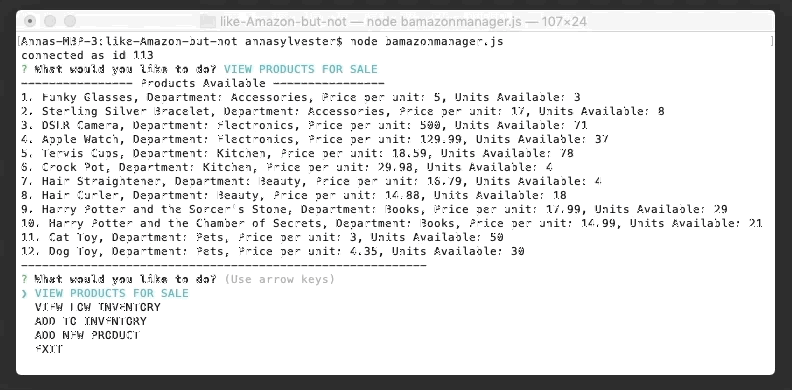 like-Amazon-but-not — node bamazonmanager.js — 107×24
Annas-MBP-3:like-Amazon-but-not annasylvester$ node bamazonmanager.js
connected as id 113
? What would you like to do? VIEW PRODUCTS FOR SALE
---------------- Products Available ----------------
1. Funky Glasses, Department: Accessories, Price per unit: 5, Units Available: 3
2. Sterling Silver Bracelet, Department: Accessories, Price per unit: 17, Units Available: 8
3. DSLR Camera, Department: Electronics, Price per unit: 500, Units Available: 71
4. Apple Watch, Department: Electronics, Price per unit: 129.99, Units Available: 37
5. Tervis Cups, Department: Kitchen, Price per unit: 18.59, Units Available: 78
6. Crock Pot, Department: Kitchen, Price per unit: 29.98, Units Available: 4
7. Hair Straightener, Department: Beauty, Price per unit: 16.79, Units Available: 4
8. Hair Curler, Department: Beauty, Price per unit: 14.88, Units Available: 18
9. Harry Potter and the Sorcer's Stone, Department: Books, Price per unit: 17.99, Units Available: 29
10. Harry Potter and the Chamber of Secrets, Department: Books, Price per unit: 14.99, Units Available: 21
11. Cat Toy, Department: Pets, Price per unit: 3, Units Available: 50
12. Dog Toy, Department: Pets, Price per unit: 4.35, Units Available: 30
----------------------------------------------------------
? What would you like to do? (Use arrow keys)
❯ VIEW PRODUCTS FOR SALE
VIEW LOW INVENTORY
ADD TO INVENTORY
ADD NEW PRODUCT
EXIT